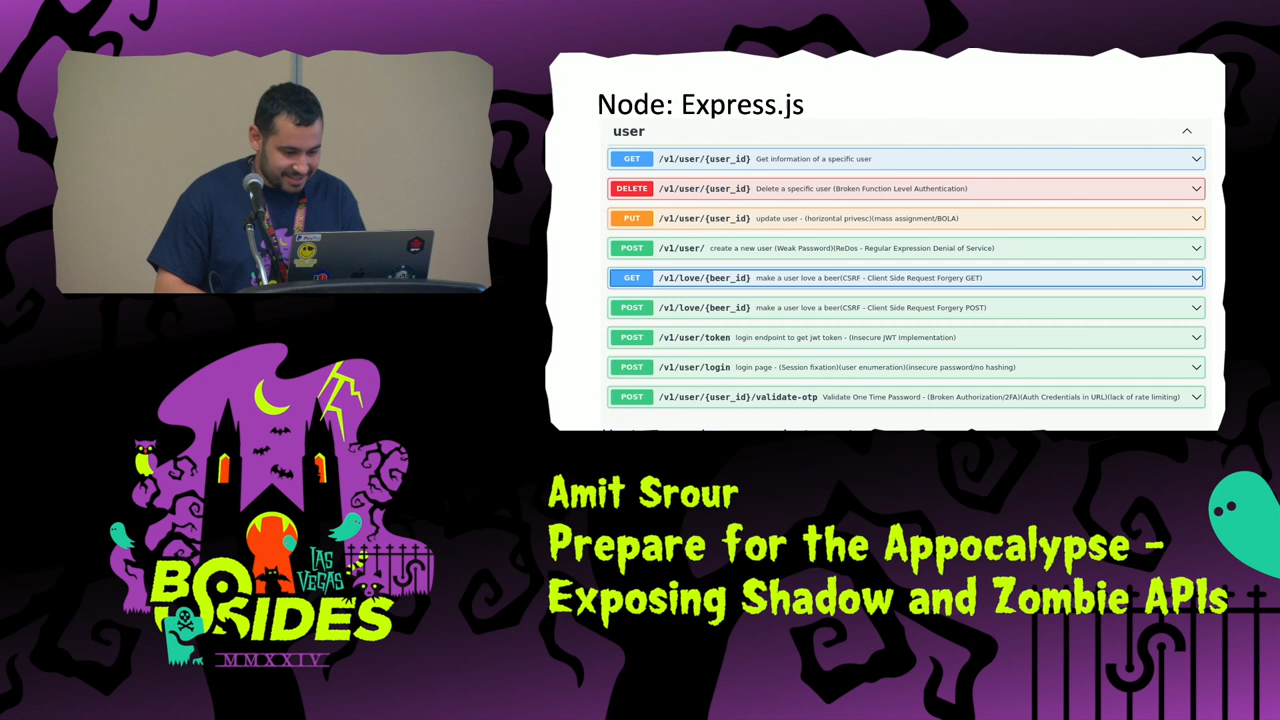 Node: Express.js
user
GET /v1/user/{user_id} Get information of a specific user
DELETE /v1/user/{user_id} Delete a specific user (Broken Function Level Authentication)
PUT /v1/user/{user_id} update user - (horizontal privesc)(mass assignment/BOLA)
POST /v1/user/ create a new user (Weak Password)(ReDos - Regular Expression Denial of Service)
GET /v1/love/{beer_id} make a user love a beer(CSRF - Client Side Request Forgery GET)
POST /v1/love/{beer_id} make a user love a beer(CSRF - Client Side Request Forgery POST)
POST /v1/user/token login endpoint to get jwt token - (Insecure JWT Implementation)
POST /v1/user/login login page - (Session fixation)(user enumeration)(insecure password/no hashing)
POST /v1/user/{user_id}/validate-otp Validate One Time Password - (Broken Authorization/2FA)(Auth Credentials in URL)(lack of rate limiting)
LAS
VEGAS
BSIDES
MMXXIV
Amit Srour
Prepare for the Appocalypse -
Exposing Shadow and Zombie APIs